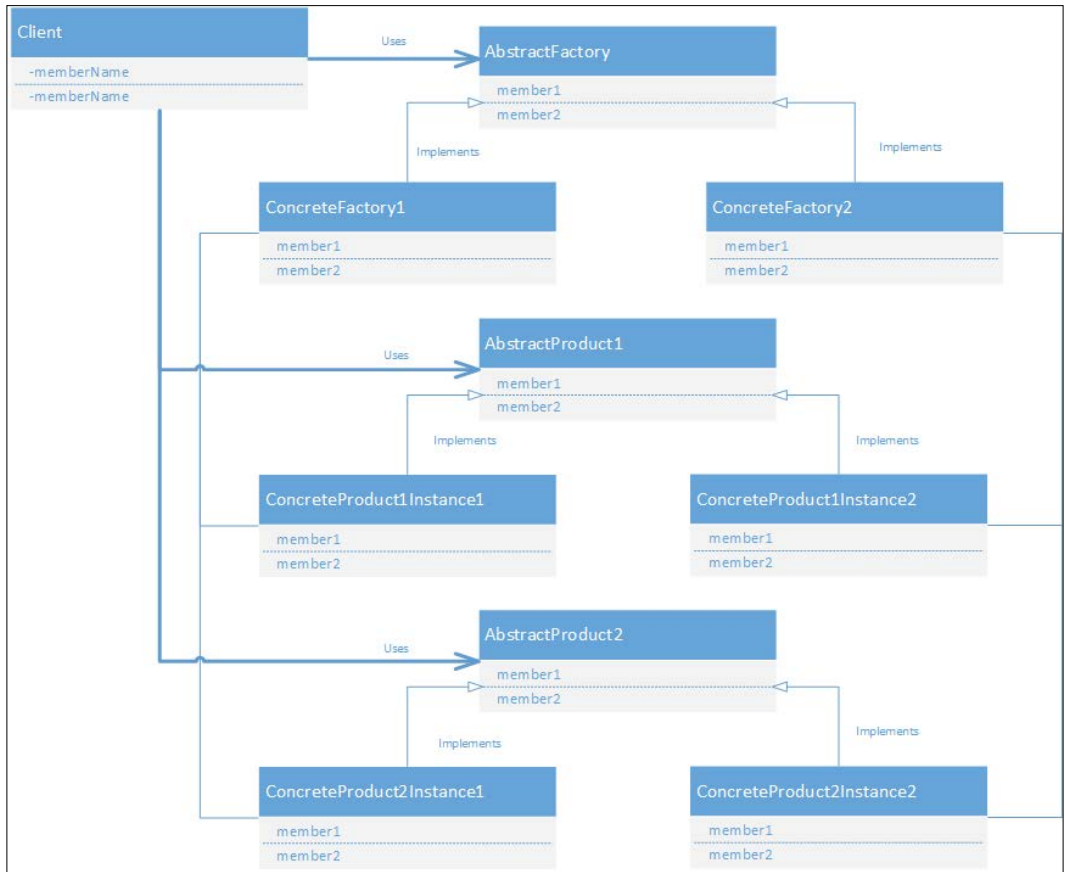 Client
-memberName
-memberName
Uses
AbstractFactory
member1
member2
Implements
Implements
ConcreteFactory1
member1
member2
ConcreteFactory2
member1
member2
Uses
AbstractProduct1
member1
member2
Implements
Implements
ConcreteProduct1Instance1
member1
member2
ConcreteProduct1Instance2
member1
member2
Uses
AbstractProduct2
member1
member2
Implements
Implements
ConcreteProduct2Instance1
member1
member2
ConcreteProduct2Instance2
member1
member2